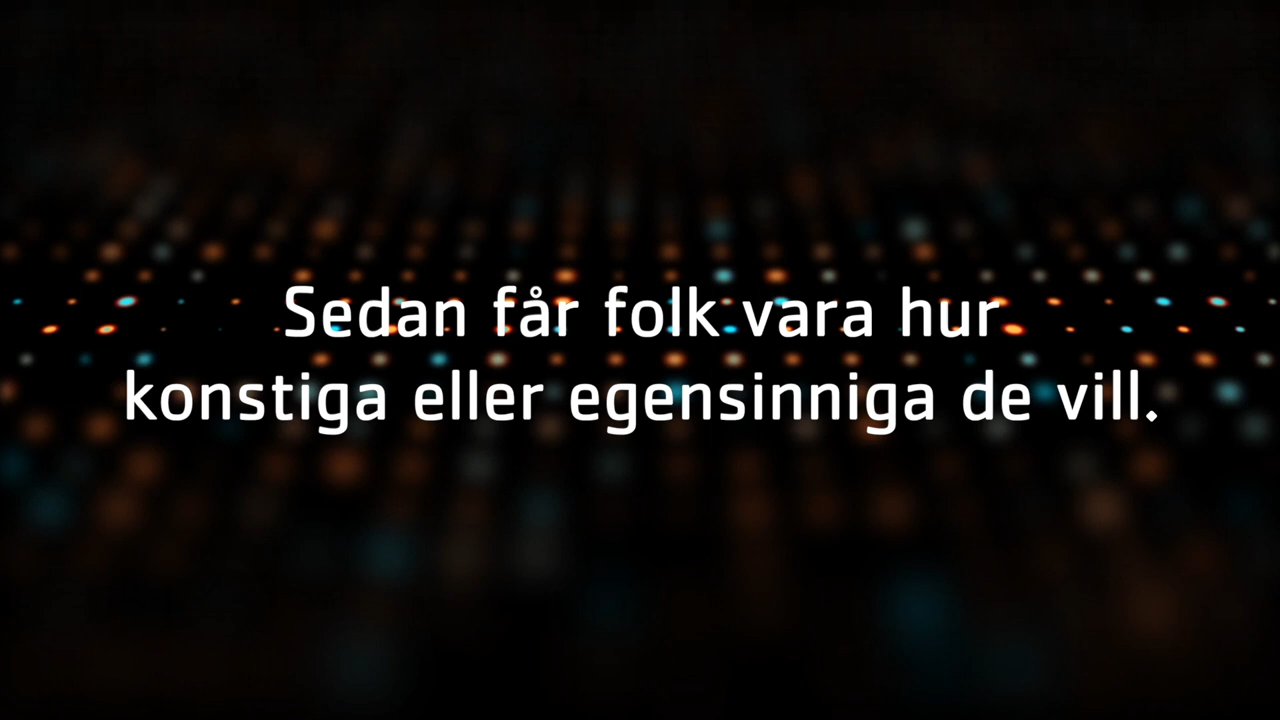 Sedan får folk vara hur
konstiga eller egensinniga de vill.